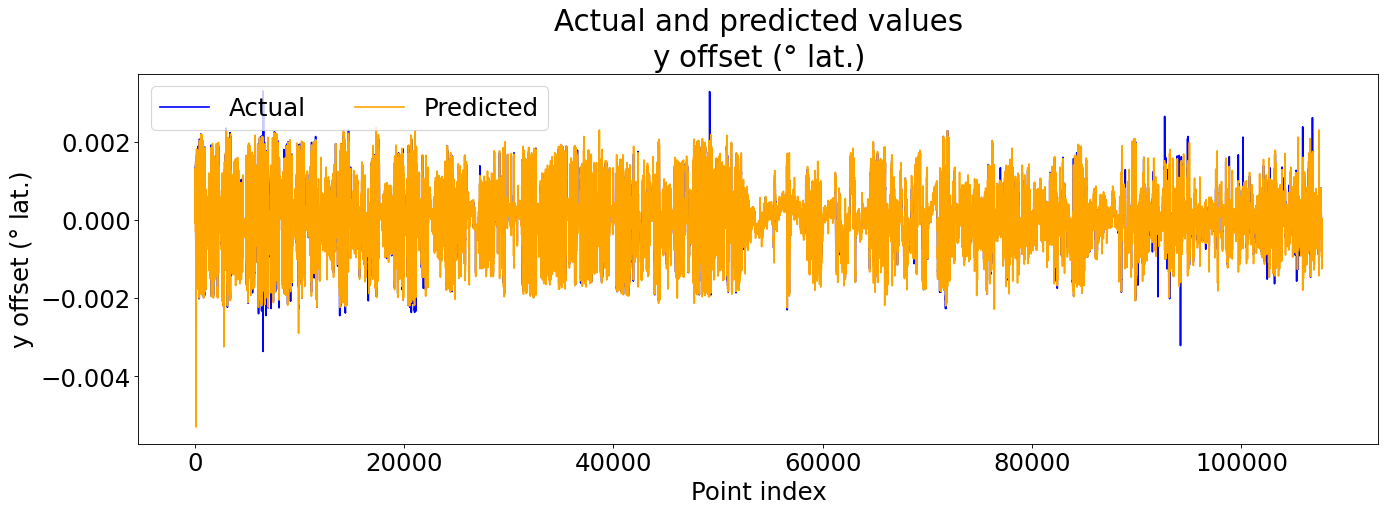 Actual and predicted values
y offset (° lat.)
Actual
Predicted
y offset (° lat.)
0.002
0.000
−0.002
−0.004
0
20000
40000
60000
80000
100000
Point index